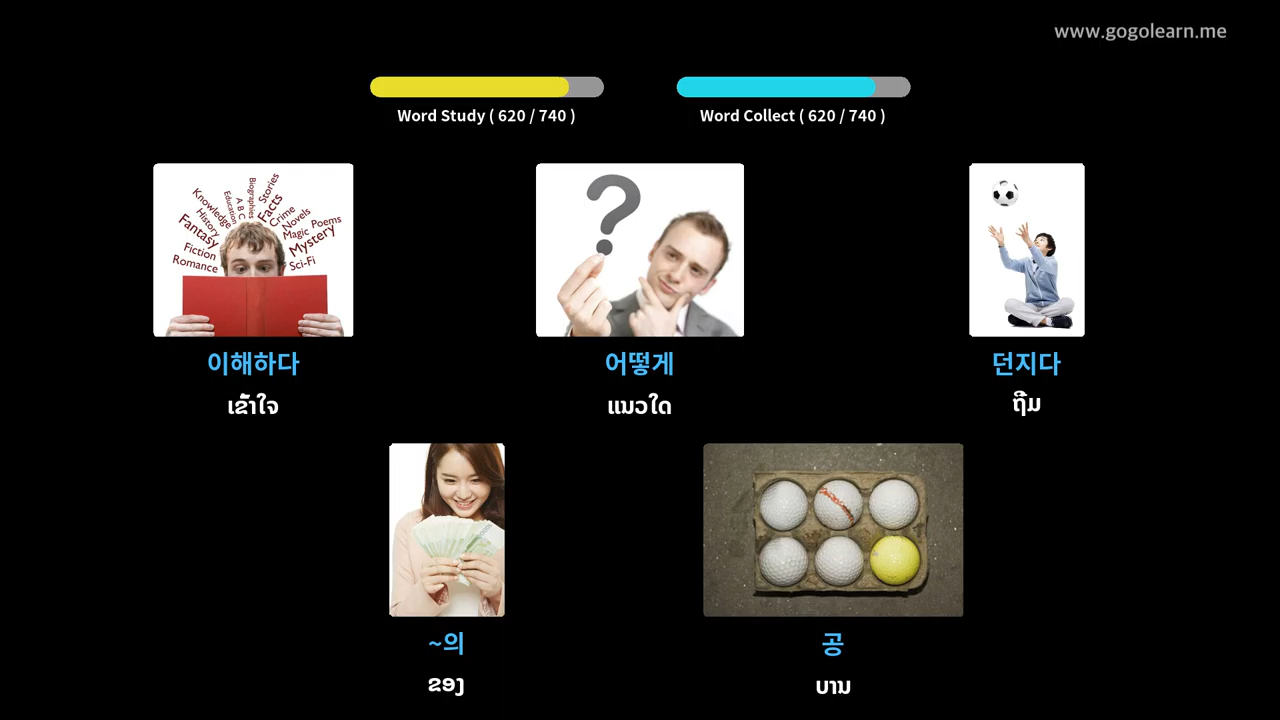 www.gogolearn.me
Word Study ( 620 / 740 )
Word Collect ( 620 / 740 )
Knowledge
History
Fantasy
Fiction
Romance
Education
A B C
Biographies
Stories
Facts
Crime
Novels
Magic
Poems
Mystery
Sci-Fi
?
이해하다
ເຂົ້າໃຈ
어떻게
ແນວໃດ
던지다
ຖິ້ມ
~의
ຂອງ
공
ບານ